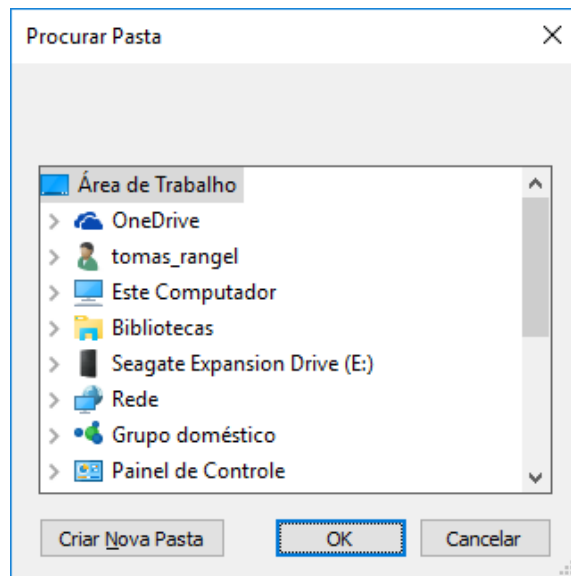 Procurar Pasta
Área de Trabalho
OneDrive
tomas_rangel
Este Computador
Bibliotecas
Seagate Expansion Drive (E:)
Rede
Grupo doméstico
Painel de Controle
Criar Nova Pasta OK Cancelar